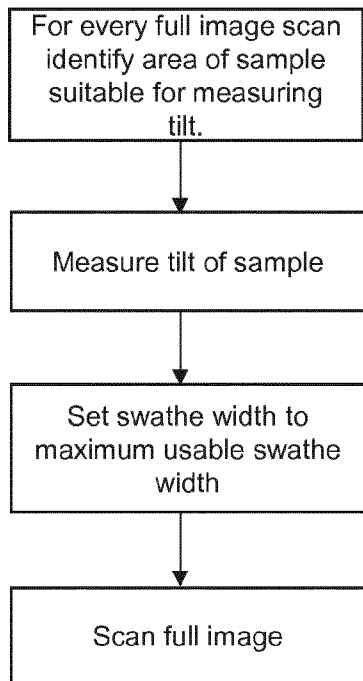 For every full image scan
identify area of sample
suitable for measuring
tilt.
Measure tilt of sample
Set swathe width to
maximum usable swathe
width
Scan full image